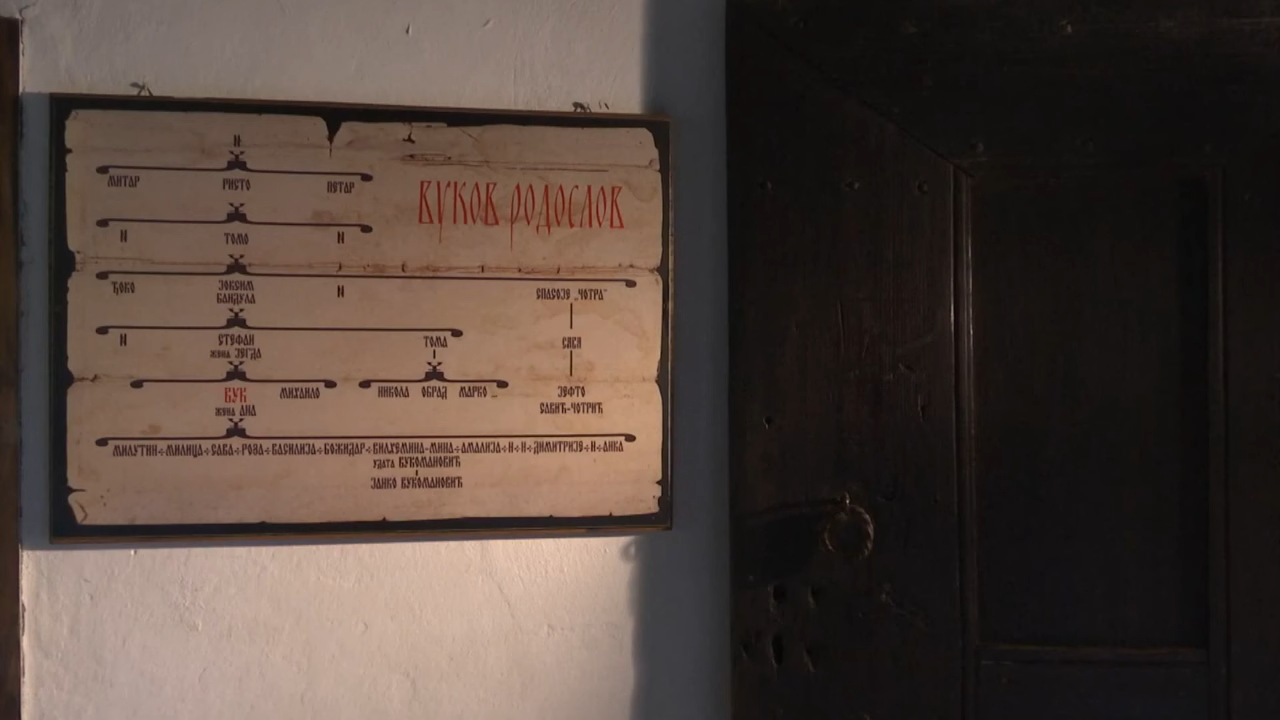 N
МИТАР РИСТО ПЕТАР
ВУКОВ РОДОСЛОВ
N ТОМО N
ЂОКО ЈОКСИМ N СПАСОЈЕ „ЧОТРА"
БАНДУЛА
N СТЕФАН ТОМА САВА
ЖЕНА ЈЕГДА
ВУК МИХАИЛО НИКОЛА ОБРАД МАРКО ЈЕФТО
ЖЕНА АНА САВИЋ-ЧОТРИЋ
МИЛУТИН÷МИЛИЦА÷САВА÷РОЗА÷ВАСИЛИЈА÷БОЖИДАР÷ВИЛХЕМИНА-МИНА÷АМАЛИЈА÷N÷N÷ДИМИТРИЈЕ÷N÷АНКА
УДАТА ВУКОМАНОВИЋ
ЈАНКО ВУКОМАНОВИЋ